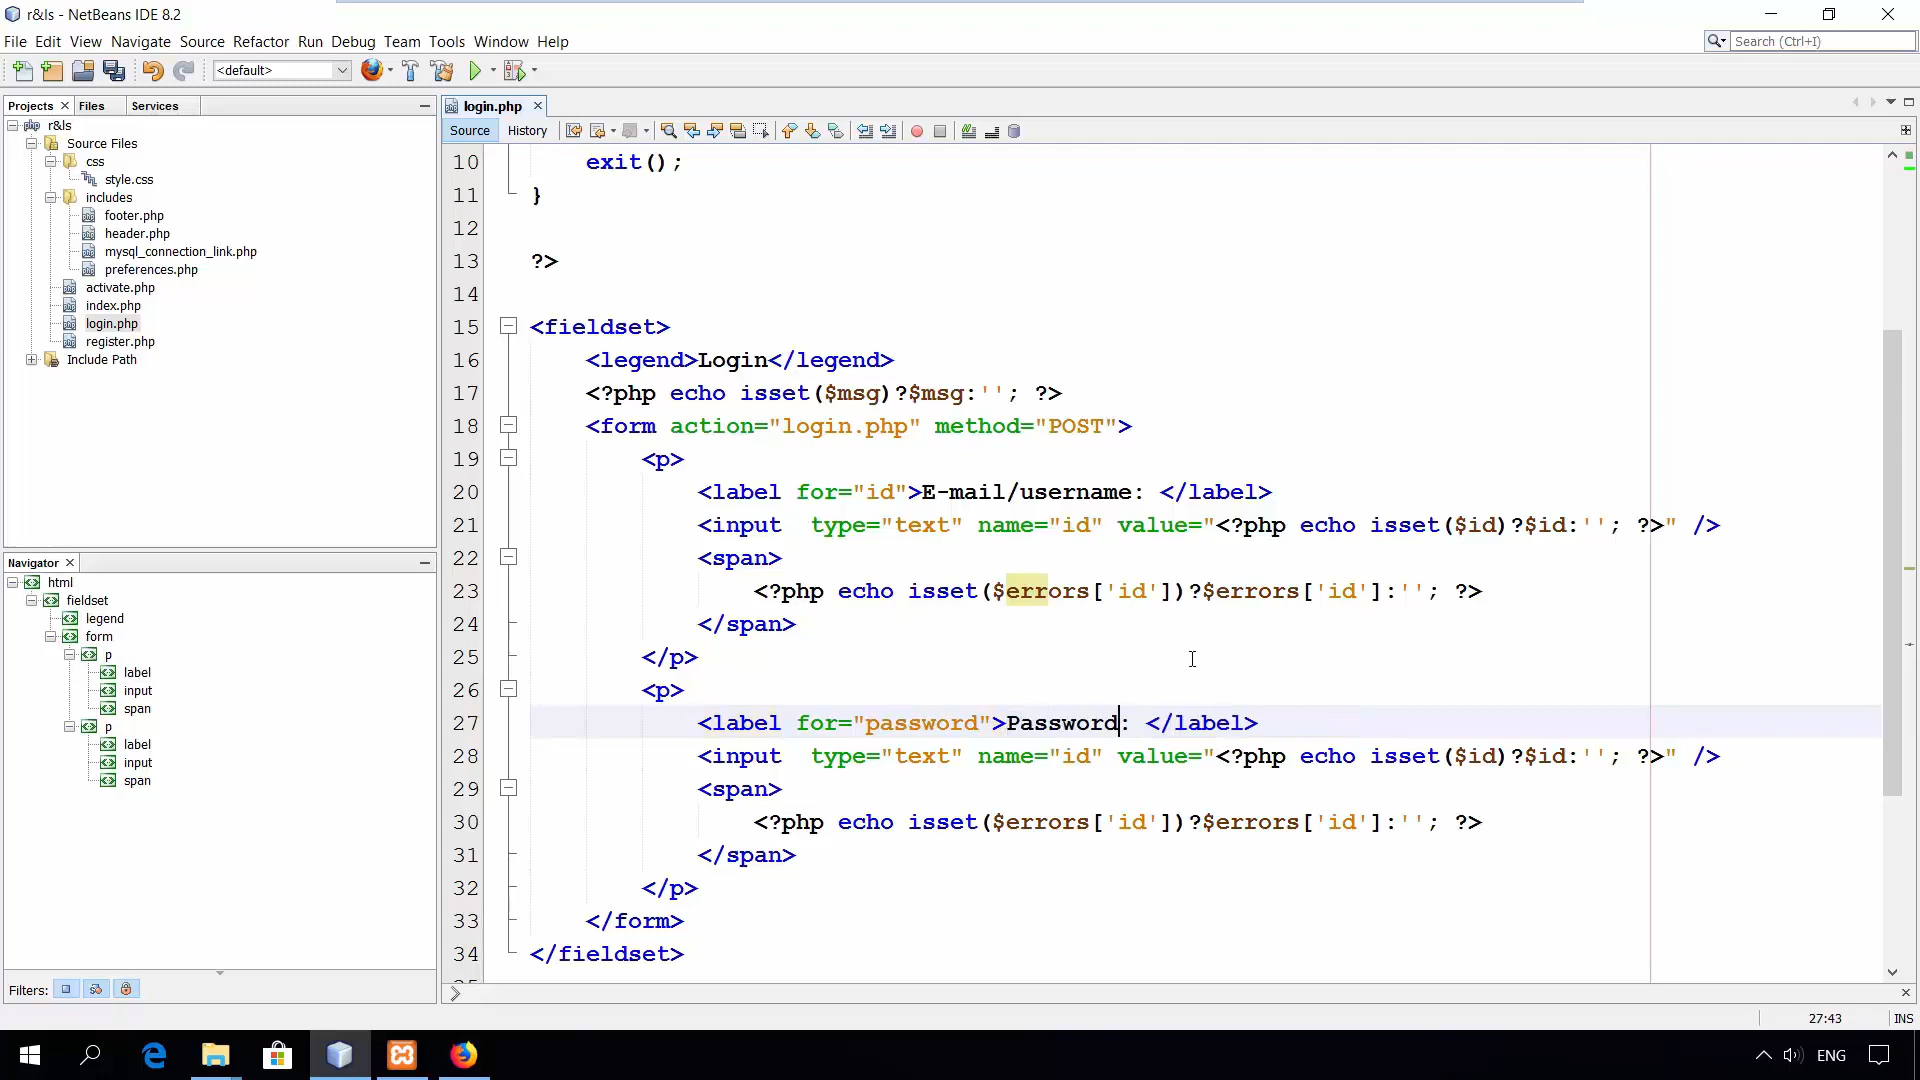 r&ls - NetBeans IDE 8.2
File Edit View Navigate Source Refactor Run Debug Team Tools Window Help
Search (Ctrl+I)
<default>
Projects Files Services
login.php
r&ls
Source Files
css
style.css
includes
footer.php
header.php
mysql_connection_link.php
preferences.php
activate.php
index.php
login.php
register.php
Include Path
Source History
10 exit();
11 }
12
13 ?>
14
15 <fieldset>
16 <legend>Login</legend>
17 <?php echo isset($msg)?$msg:''; ?>
18 <form action="login.php" method="POST">
19 <p>
20 <label for="id">E-mail/username: </label>
21 <input  type="text" name="id" value="<?php echo isset($id)?$id:''; ?>" />
22 <span>
23 <?php echo isset($errors['id'])?$errors['id']:''; ?>
24 </span>
25 </p>
26 <p>
27 <label for="password">Password: </label>
28 <input  type="text" name="id" value="<?php echo isset($id)?$id:''; ?>" />
29 <span>
30 <?php echo isset($errors['id'])?$errors['id']:''; ?>
31 </span>
32 </p>
33 </form>
34 </fieldset>
Navigator
html
fieldset
legend
form
p
label
input
span
p
label
input
span
Filters:
27:43 INS
ENG